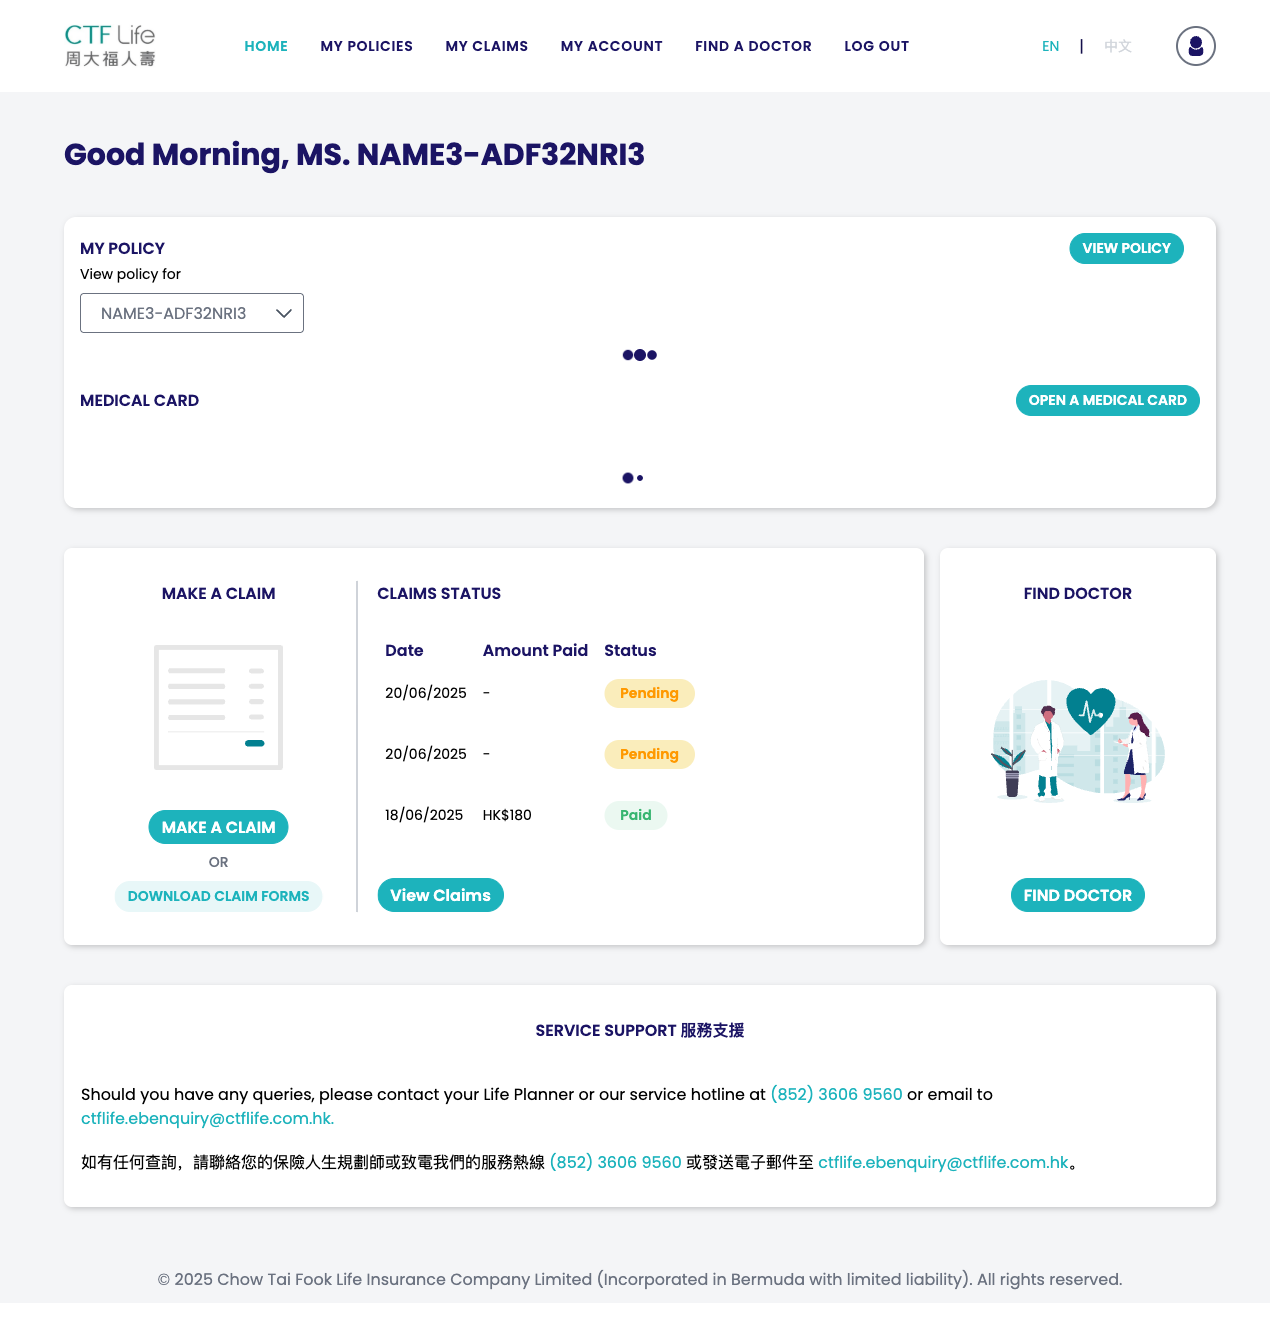 CTF Life
周大福人壽
HOME MY POLICIES MY CLAIMS MY ACCOUNT FIND A DOCTOR LOG OUT EN | 中文
Good Morning, MS. NAME3-ADF32NRI3
MY POLICY VIEW POLICY
View policy for
NAME3-ADF32NRI3
MEDICAL CARD OPEN A MEDICAL CARD
MAKE A CLAIM
MAKE A CLAIM
OR
DOWNLOAD CLAIM FORMS
CLAIMS STATUS
Date Amount Paid Status
20/06/2025 - Pending
20/06/2025 - Pending
18/06/2025 HK$180 Paid
View Claims
FIND DOCTOR
FIND DOCTOR
SERVICE SUPPORT 服務支援
Should you have any queries, please contact your Life Planner or our service hotline at (852) 3606 9560 or email to
ctflife.ebenquiry@ctflife.com.hk.
如有任何查詢，請聯絡您的保險人生規劃師或致電我們的服務熱線 (852) 3606 9560 或發送電子郵件至 ctflife.ebenquiry@ctflife.com.hk。
© 2025 Chow Tai Fook Life Insurance Company Limited (Incorporated in Bermuda with limited liability). All rights reserved.